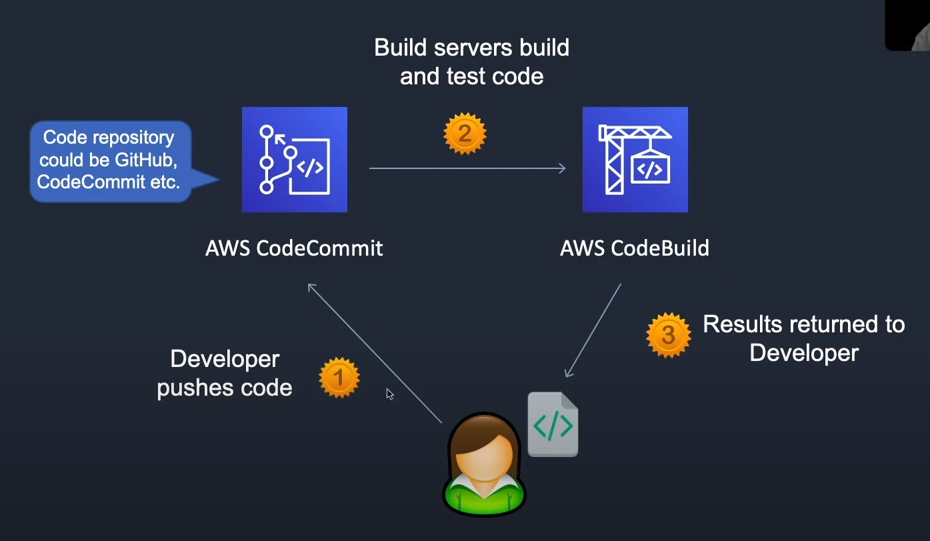 Build servers build
and test code
2
Code repository
could be GitHub,
CodeCommit etc.
</>
</>
AWS CodeCommit
AWS CodeBuild
3
Results returned to
Developer
Developer
pushes code
1
</>